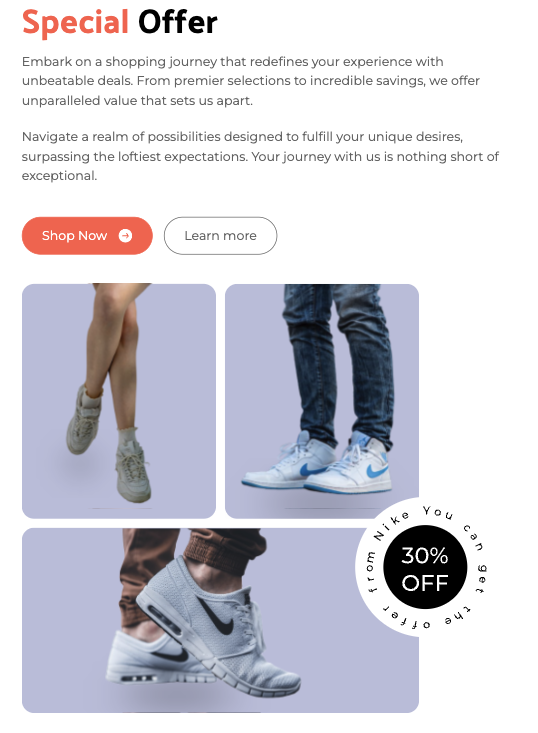 Special Offer
Embark on a shopping journey that redefines your experience with
unbeatable deals. From premier selections to incredible savings, we offer
unparalleled value that sets us apart.
Navigate a realm of possibilities designed to fulfill your unique desires,
surpassing the loftiest expectations. Your journey with us is nothing short of
exceptional.
Shop Now
Learn more
You can get the offer from Nike
30%
OFF